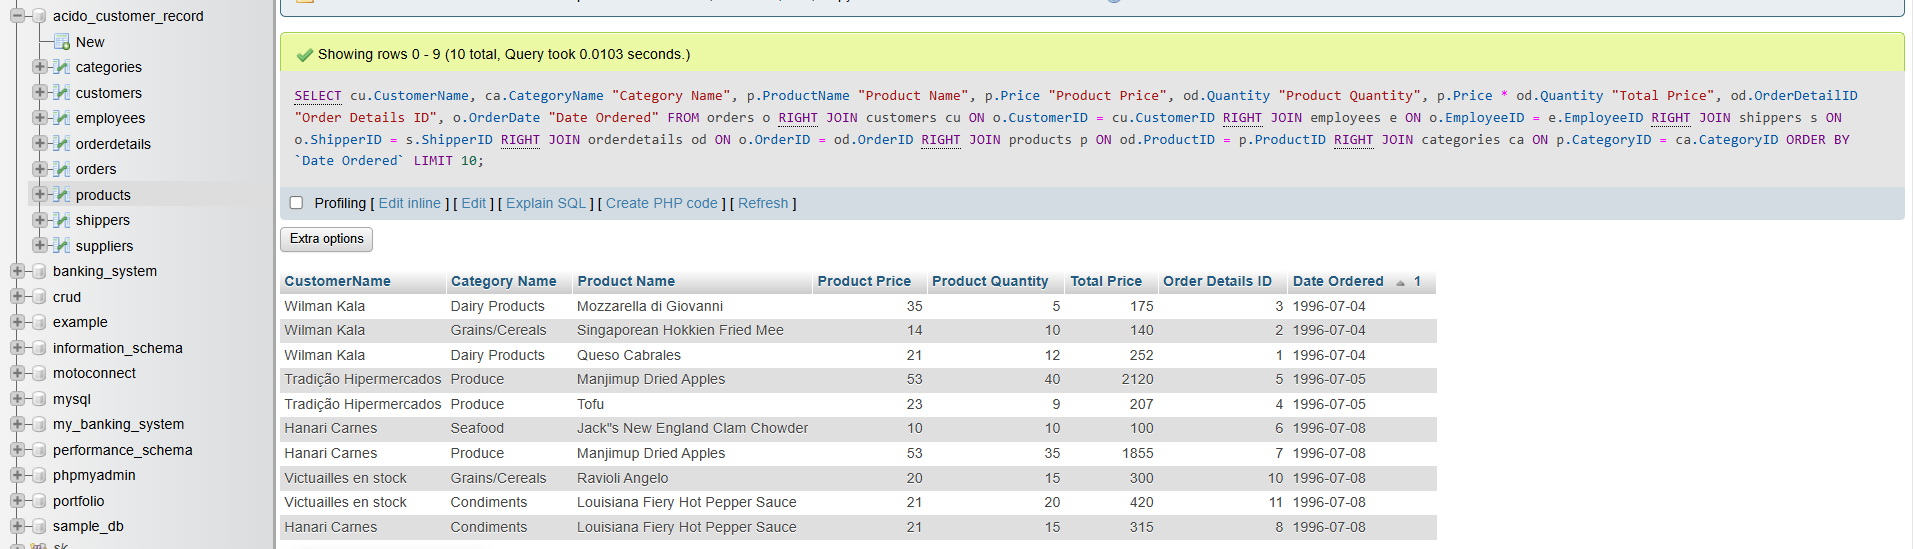 acido_customer_record
New
categories
customers
employees
orderdetails
orders
products
shippers
suppliers
banking_system
crud
example
information_schema
motoconnect
mysql
my_banking_system
performance_schema
phpmyadmin
portfolio
sample_db
Showing rows 0 - 9 (10 total, Query took 0.0103 seconds.)
SELECT cu.CustomerName, ca.CategoryName "Category Name", p.ProductName "Product Name", p.Price "Product Price", od.Quantity "Product Quantity", p.Price * od.Quantity "Total Price", od.OrderDetailID
"Order Details ID", o.OrderDate "Date Ordered" FROM orders o RIGHT JOIN customers cu ON o.CustomerID = cu.CustomerID RIGHT JOIN employees e ON o.EmployeeID = e.EmployeeID RIGHT JOIN shippers s ON
o.ShipperID = s.ShipperID RIGHT JOIN orderdetails od ON o.OrderID = od.OrderID RIGHT JOIN products p ON od.ProductID = p.ProductID RIGHT JOIN categories ca ON p.CategoryID = ca.CategoryID ORDER BY
`Date Ordered` LIMIT 10;
Profiling [ Edit inline ] [ Edit ] [ Explain SQL ] [ Create PHP code ] [ Refresh ]
Extra options
CustomerName Category Name Product Name Product Price Product Quantity Total Price Order Details ID Date Ordered 1
Wilman Kala Dairy Products Mozzarella di Giovanni 35 5 175 3 1996-07-04
Wilman Kala Grains/Cereals Singaporean Hokkien Fried Mee 14 10 140 2 1996-07-04
Wilman Kala Dairy Products Queso Cabrales 21 12 252 1 1996-07-04
Tradição Hipermercados Produce Manjimup Dried Apples 53 40 2120 5 1996-07-05
Tradição Hipermercados Produce Tofu 23 9 207 4 1996-07-05
Hanari Carnes Seafood Jack"s New England Clam Chowder 10 10 100 6 1996-07-08
Hanari Carnes Produce Manjimup Dried Apples 53 35 1855 7 1996-07-08
Victuailles en stock Grains/Cereals Ravioli Angelo 20 15 300 10 1996-07-08
Victuailles en stock Condiments Louisiana Fiery Hot Pepper Sauce 21 20 420 11 1996-07-08
Hanari Carnes Condiments Louisiana Fiery Hot Pepper Sauce 21 15 315 8 1996-07-08